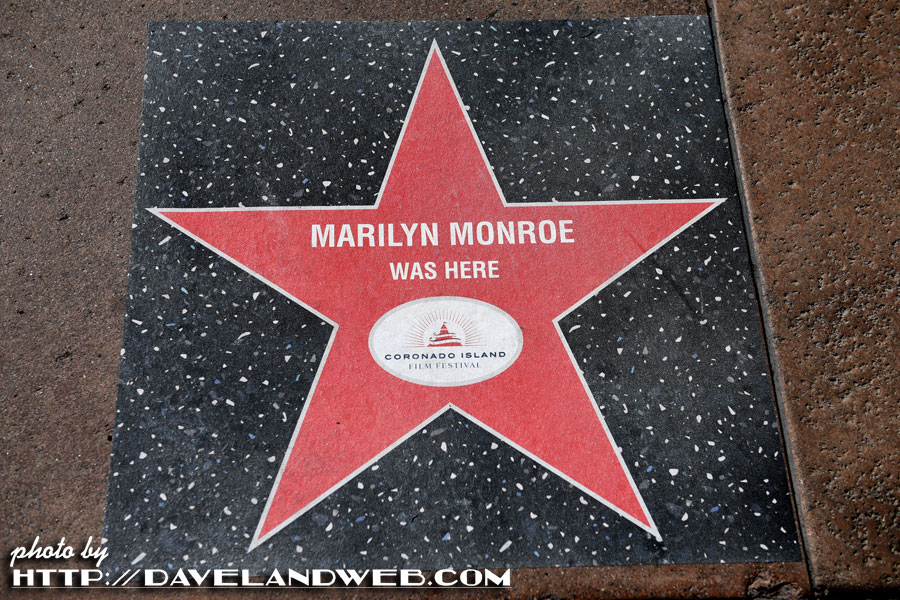 MARILYN MONROE
WAS HERE
CORONADO ISLAND
FILM FESTIVAL
photo by
HTTP://DAVELANDWEB.COM